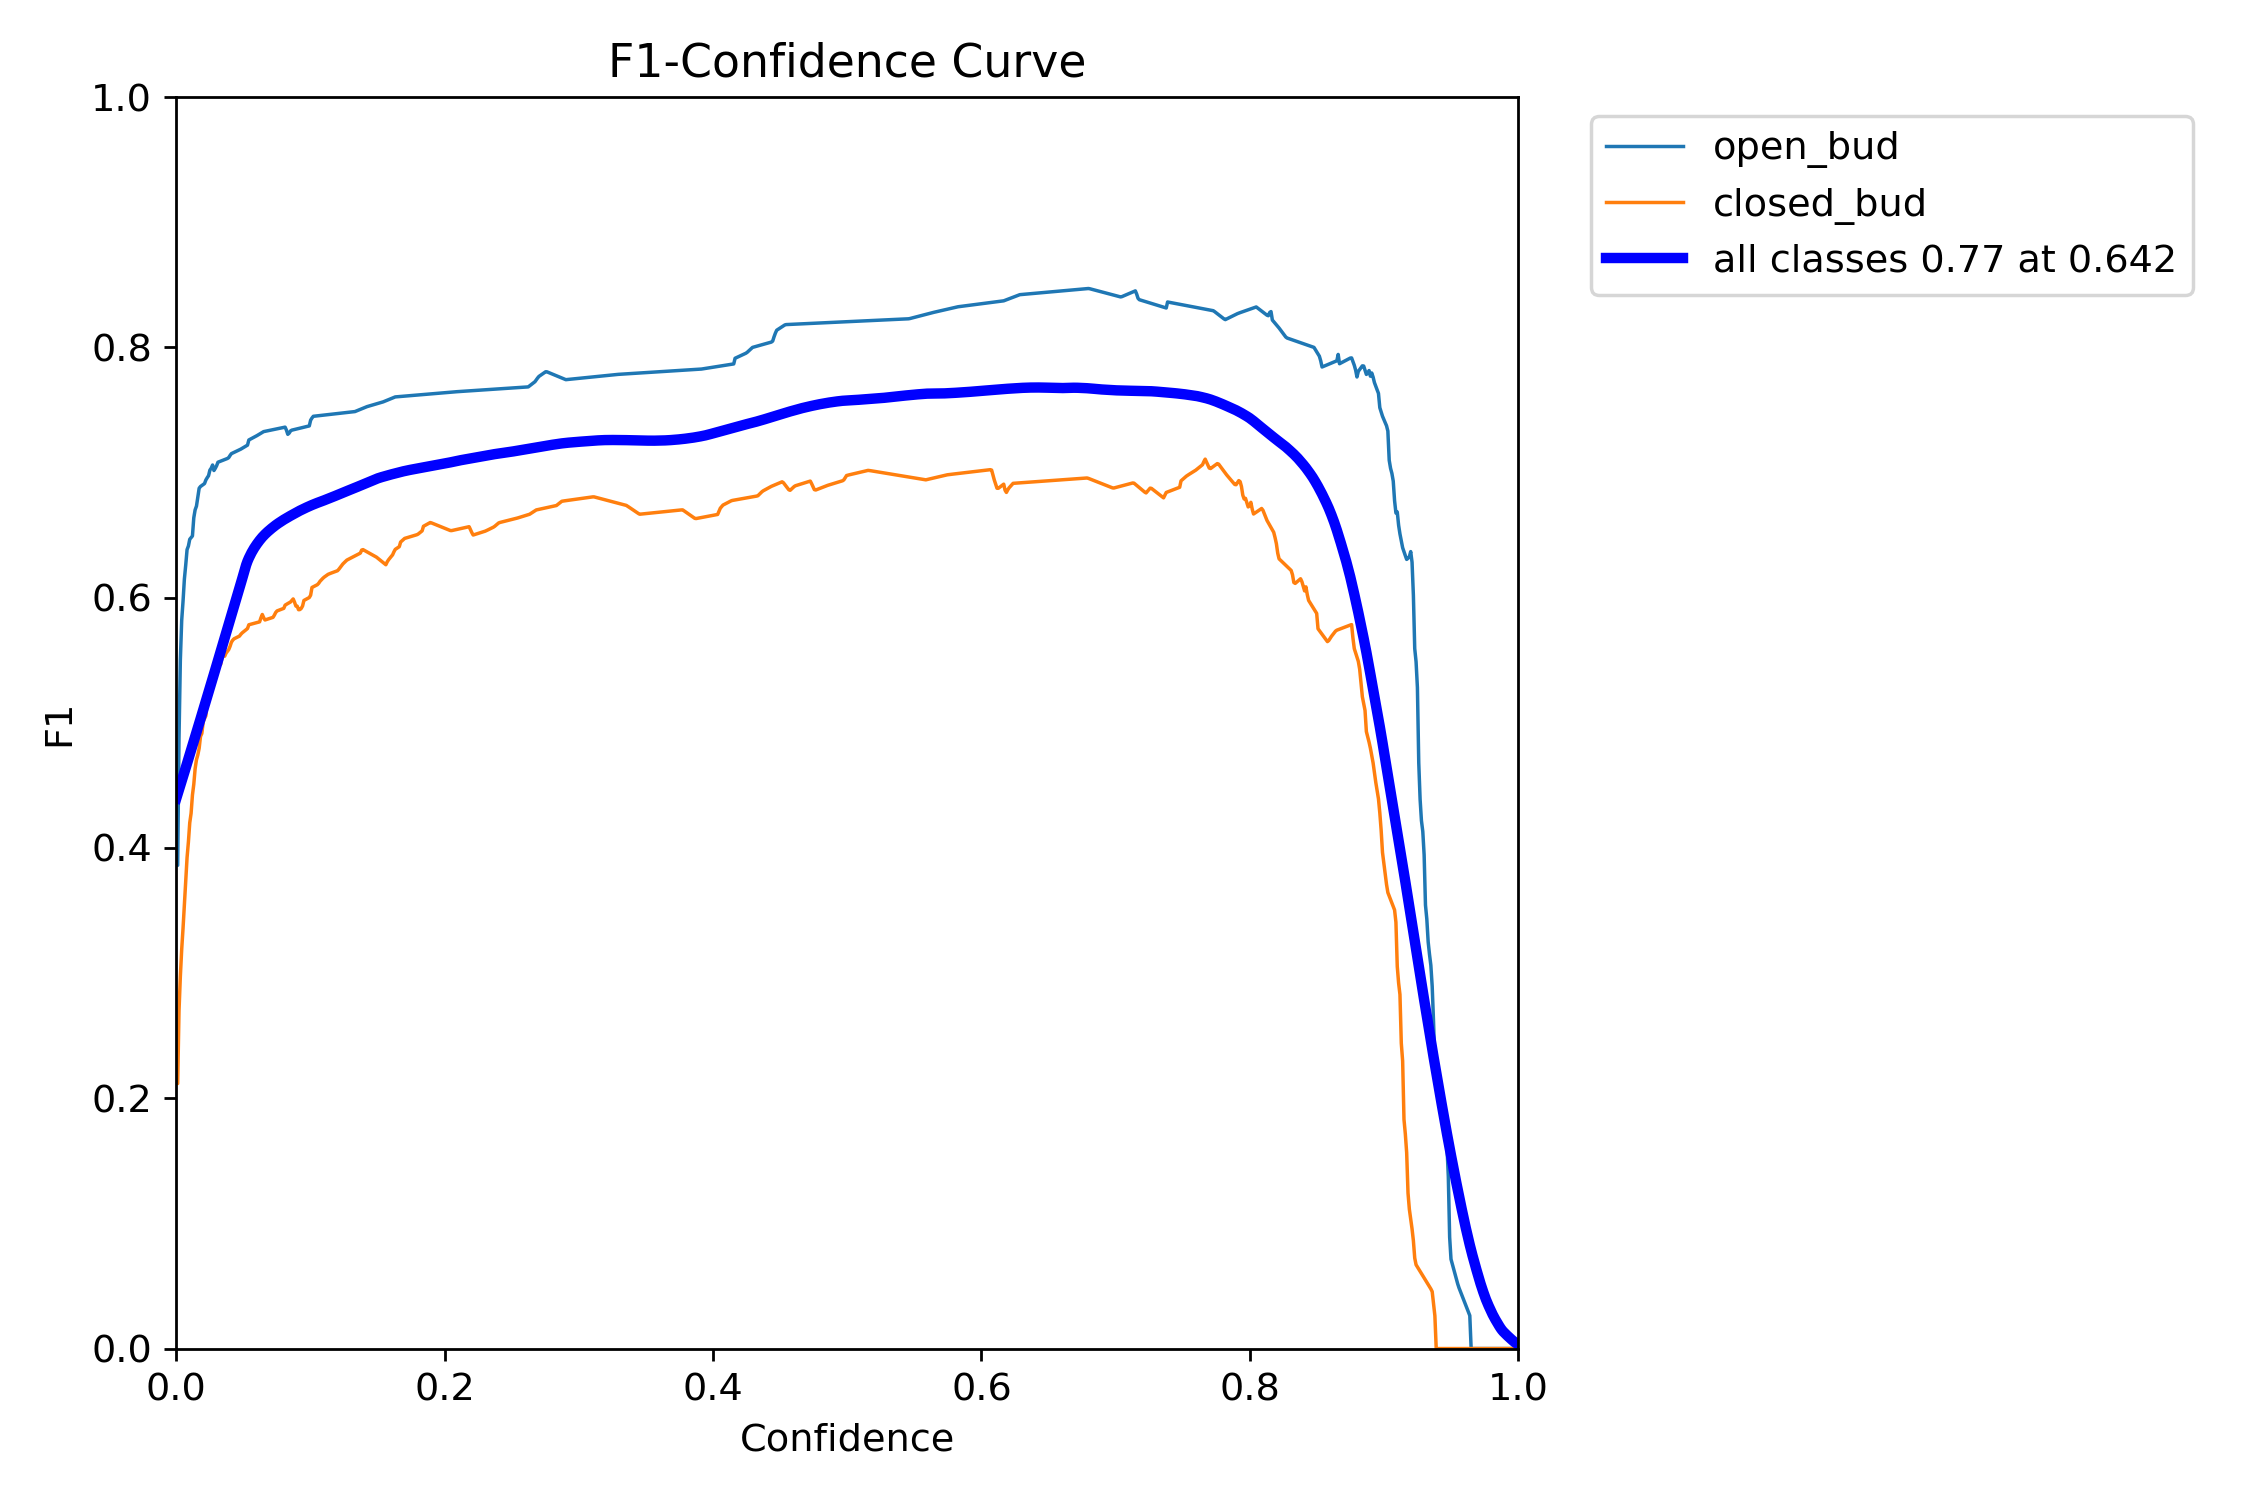 F1-Confidence Curve
open_bud
closed_bud
all classes 0.77 at 0.642
1.0
0.8
0.6
0.4
0.2
0.0
F1
0.0 0.2 0.4 0.6 0.8 1.0
Confidence